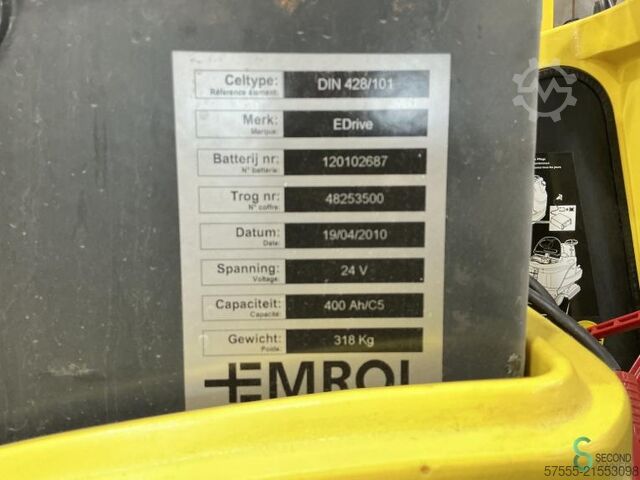 Celtype: DIN 428/101
Référence element:
Merk: EDrive
Marque:
Batterij nr: 120102687
N° batterie:
Trog nr: 48253500
N° coffre:
Datum: 19/04/2010
Date:
Spanning: 24 V
Voltage:
Capaciteit: 400 Ah/C5
Capacité:
Gewicht: 318 Kg
Poids:
EMROL
SECOND
57555-21553098